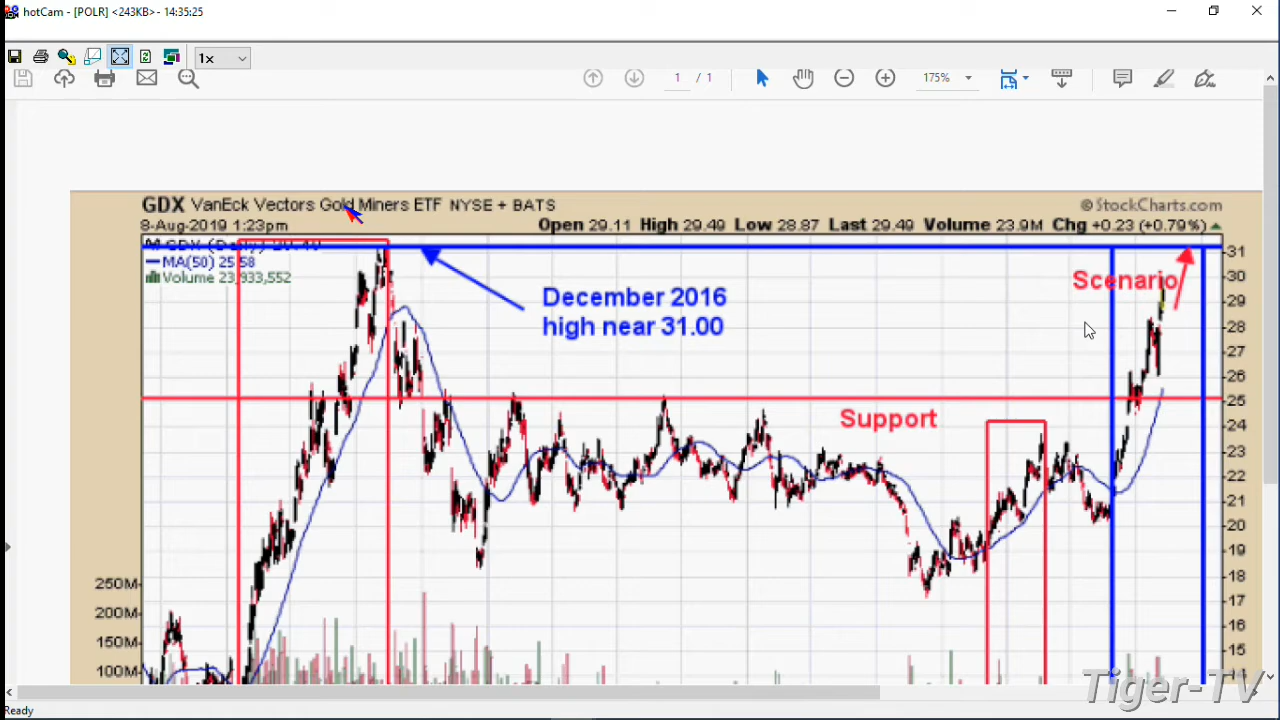 hotCam - [POLR] <243KB> - 14:35:25
1x
1 / 1
175%
GDX VanEck Vectors Gold Miners ETF NYSE + BATS
© StockCharts.com
8-Aug-2019 1:23pm
Open 29.11 High 29.49 Low 28.87 Last 29.49 Volume 23.9M Chg +0.23 (+0.79%)
MA(50) 25.58
Volume 23,933,552
December 2016
high near 31.00
Scenario
Support
31
30
29
28
27
26
25
24
23
22
21
20
19
18
17
16
15
14
250M
200M
150M
100M
Tiger-TV
Ready